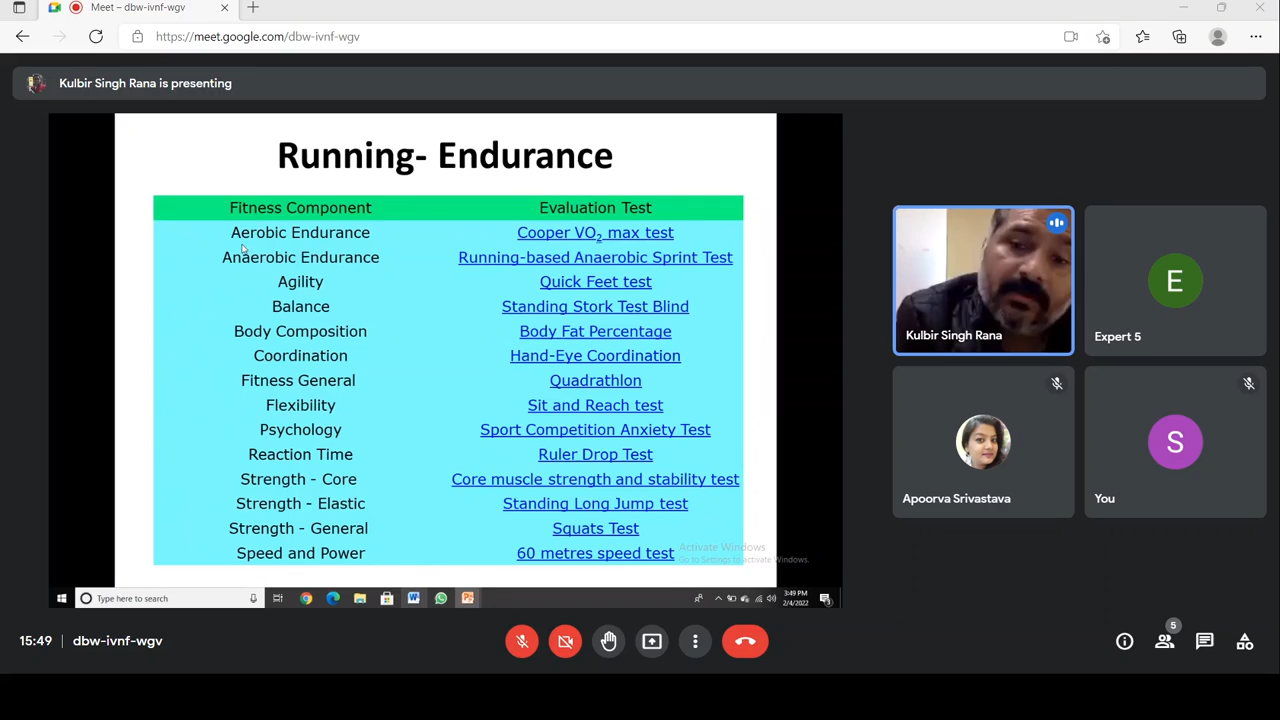 Meet – dbw-ivnf-wgv
https://meet.google.com/dbw-ivnf-wgv
Kulbir Singh Rana is presenting
Running- Endurance
Fitness Component Evaluation Test
Aerobic Endurance Cooper VO2 max test
Anaerobic Endurance Running-based Anaerobic Sprint Test
Agility Quick Feet test
Balance Standing Stork Test Blind
Body Composition Body Fat Percentage
Coordination Hand-Eye Coordination
Fitness General Quadrathlon
Flexibility Sit and Reach test
Psychology Sport Competition Anxiety Test
Reaction Time Ruler Drop Test
Strength - Core Core muscle strength and stability test
Strength - Elastic Standing Long Jump test
Strength - General Squats Test
Speed and Power 60 metres speed test
Activate Windows
Go to Settings to activate Windows.
Type here to search
3:49 PM
2/4/2022
Kulbir Singh Rana
E
Expert 5
Apoorva Srivastava
S
You
15:49 | dbw-ivnf-wgv
5